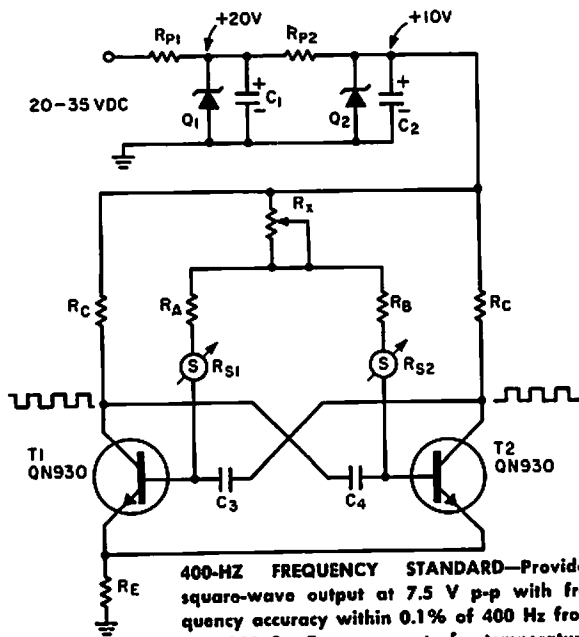 +20V
+10V
RP1
RP2
20–35 VDC
Q1
+
C1
–
Q2
+
C2
–
Rx
RC
RA
RB
RC
S
RS1
S
RS2
T1
QN930
T2
QN930
C3
C4
RE
400-HZ FREQUENCY STANDARD—Provide
square-wave output at 7.5 V p-p with fre
quency accuracy within 0.1% of 400 Hz fro